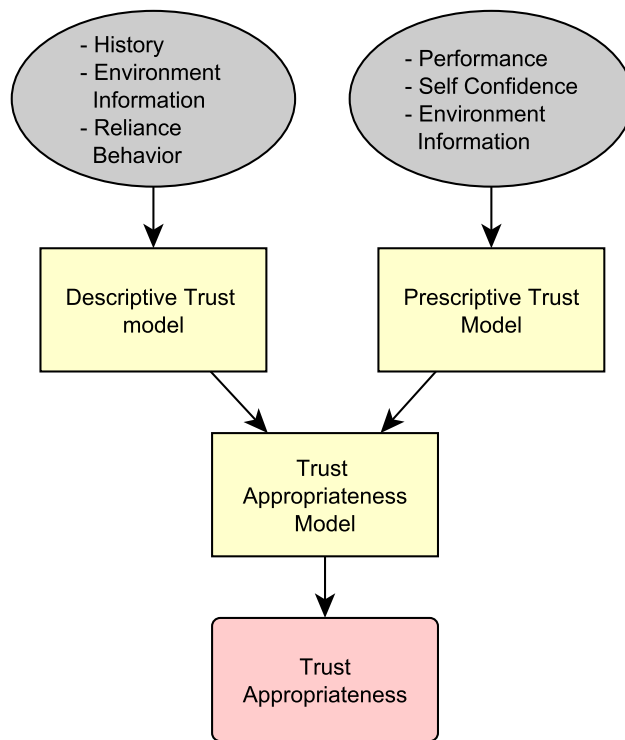 - History
- Environment
Information
- Reliance
Behavior
- Performance
- Self Confidence
- Environment
Information
Descriptive Trust
model
Prescriptive Trust
Model
Trust
Appropriateness
Model
Trust
Appropriateness